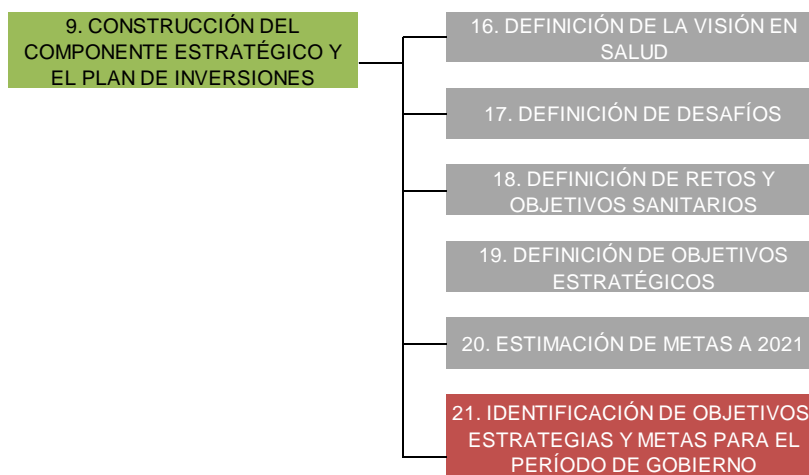 9. CONSTRUCCIÓN DEL
COMPONENTE ESTRATÉGICO Y
EL PLAN DE INVERSIONES
16. DEFINICIÓN DE LA VISIÓN EN
SALUD
17. DEFINICIÓN DE DESAFÍOS
18. DEFINICIÓN DE RETOS Y
OBJETIVOS SANITARIOS
19. DEFINICIÓN DE OBJETIVOS
ESTRATÉGICOS
20. ESTIMACIÓN DE METAS A 2021
21. IDENTIFICACIÓN DE OBJETIVOS
ESTRATEGIAS Y METAS PARA EL
PERÍODO DE GOBIERNO